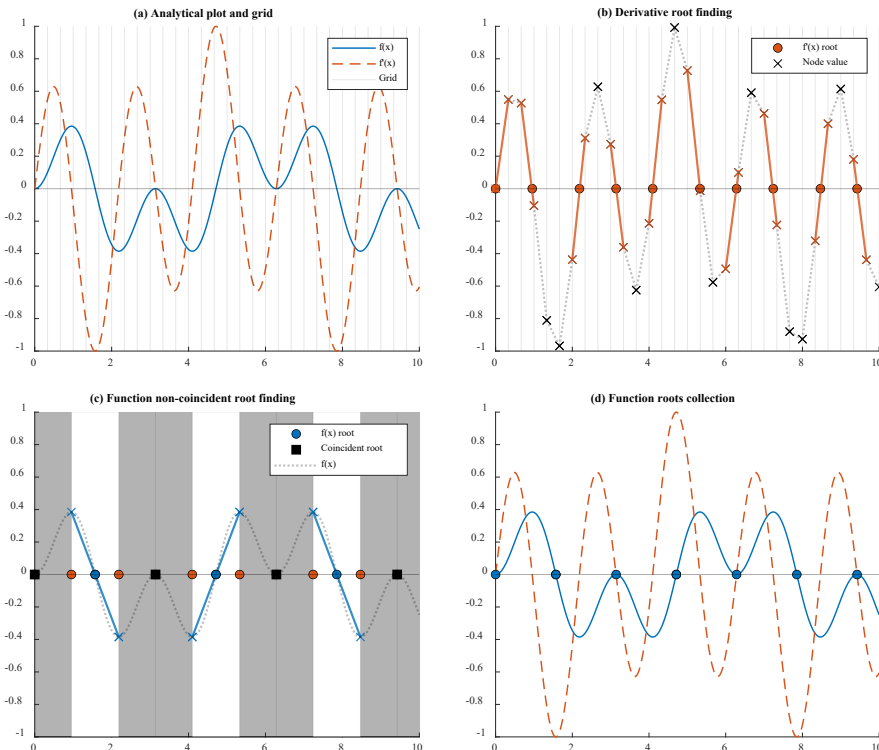 (a) Analytical plot and grid
1
0.8
0.6
0.4
0.2
0
-0.2
-0.4
-0.6
-0.8
-1
0 2 4 6 8 10
f(x)
f'(x)
Grid
(b) Derivative root finding
1
0.8
0.6
0.4
0.2
0
-0.2
-0.4
-0.6
-0.8
-1
0 2 4 6 8 10
f'(x) root
Node value
(c) Function non-coincident root finding
1
0.8
0.6
0.4
0.2
0
-0.2
-0.4
-0.6
-0.8
-1
0 2 4 6 8 10
f(x) root
Coincident root
f(x)
(d) Function roots collection
1
0.8
0.6
0.4
0.2
0
-0.2
-0.4
-0.6
-0.8
-1
0 2 4 6 8 10